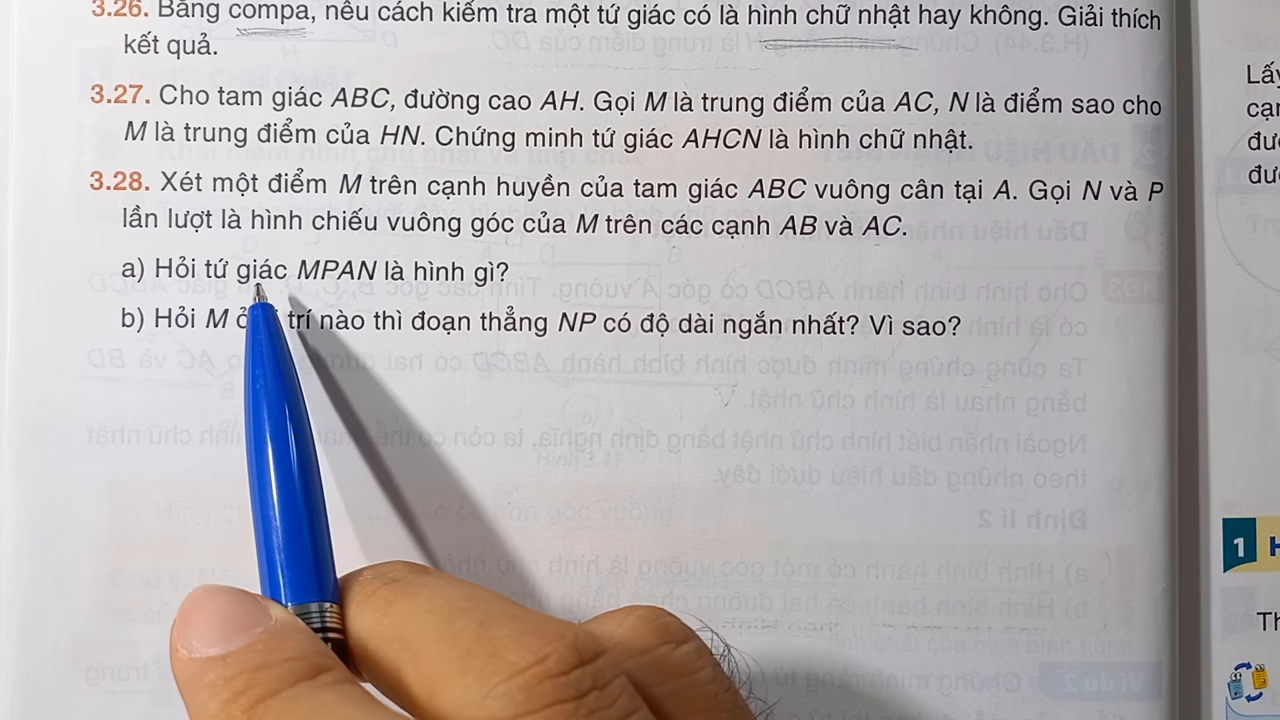 3.26. Bằng compa, nêu cách kiểm tra một tứ giác có là hình chữ nhật hay không. Giải thích
kết quả.
3.27. Cho tam giác ABC, đường cao AH. Gọi M là trung điểm của AC, N là điểm sao cho
M là trung điểm của HN. Chứng minh tứ giác AHCN là hình chữ nhật.
3.28. Xét một điểm M trên cạnh huyền của tam giác ABC vuông cân tại A. Gọi N và P
lần lượt là hình chiếu vuông góc của M trên các cạnh AB và AC.
a) Hỏi tứ giác MPAN là hình gì?
b) Hỏi M ở trí nào thì đoạn thẳng NP có độ dài ngắn nhất? Vì sao?
Lấy
1